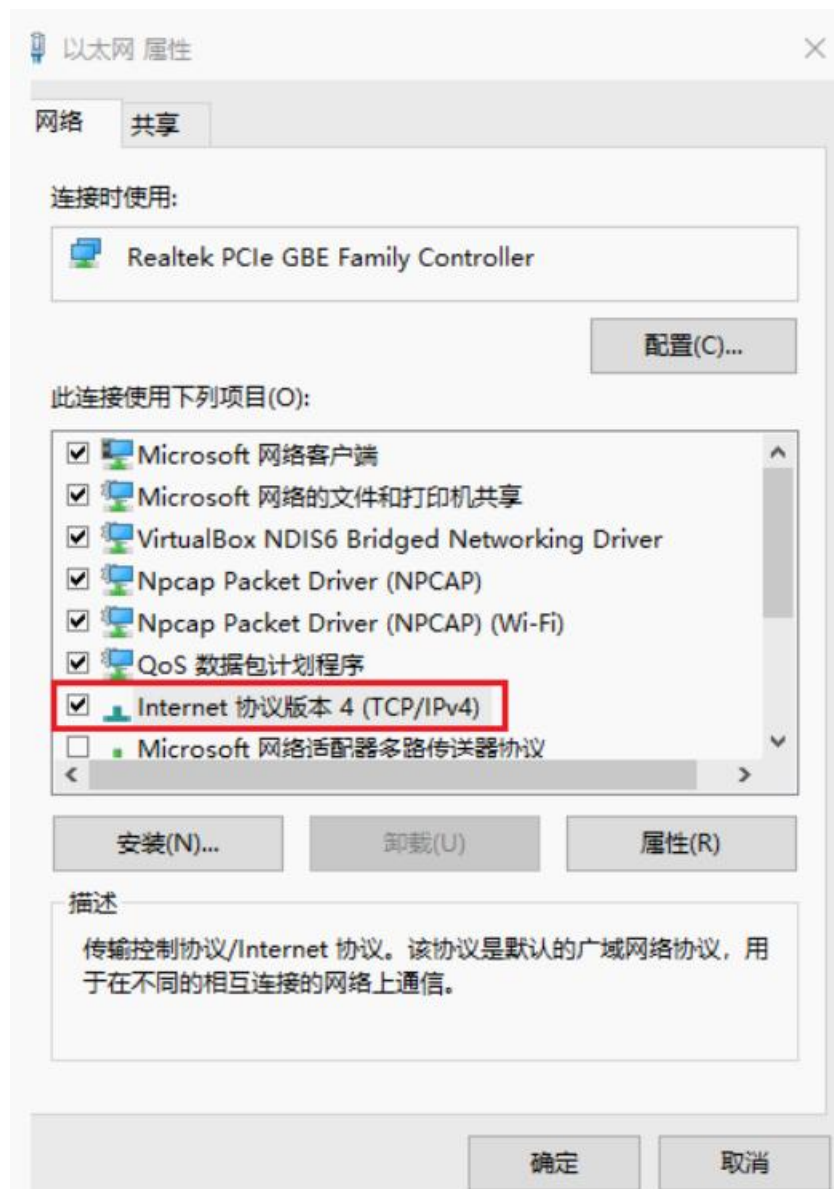 以太网 属性
网络 共享
连接时使用:
Realtek PCIe GBE Family Controller
配置(C)...
此连接使用下列项目(O):
Microsoft 网络客户端
Microsoft 网络的文件和打印机共享
VirtualBox NDIS6 Bridged Networking Driver
Npcap Packet Driver (NPCAP)
Npcap Packet Driver (NPCAP) (Wi-Fi)
QoS 数据包计划程序
Internet 协议版本 4 (TCP/IPv4)
Microsoft 网络适配器多路传送器协议
安装(N)... 卸载(U) 属性(R)
描述
传输控制协议/Internet 协议。该协议是默认的广域网络协议，用
于在不同的相互连接的网络上通信。
确定 取消